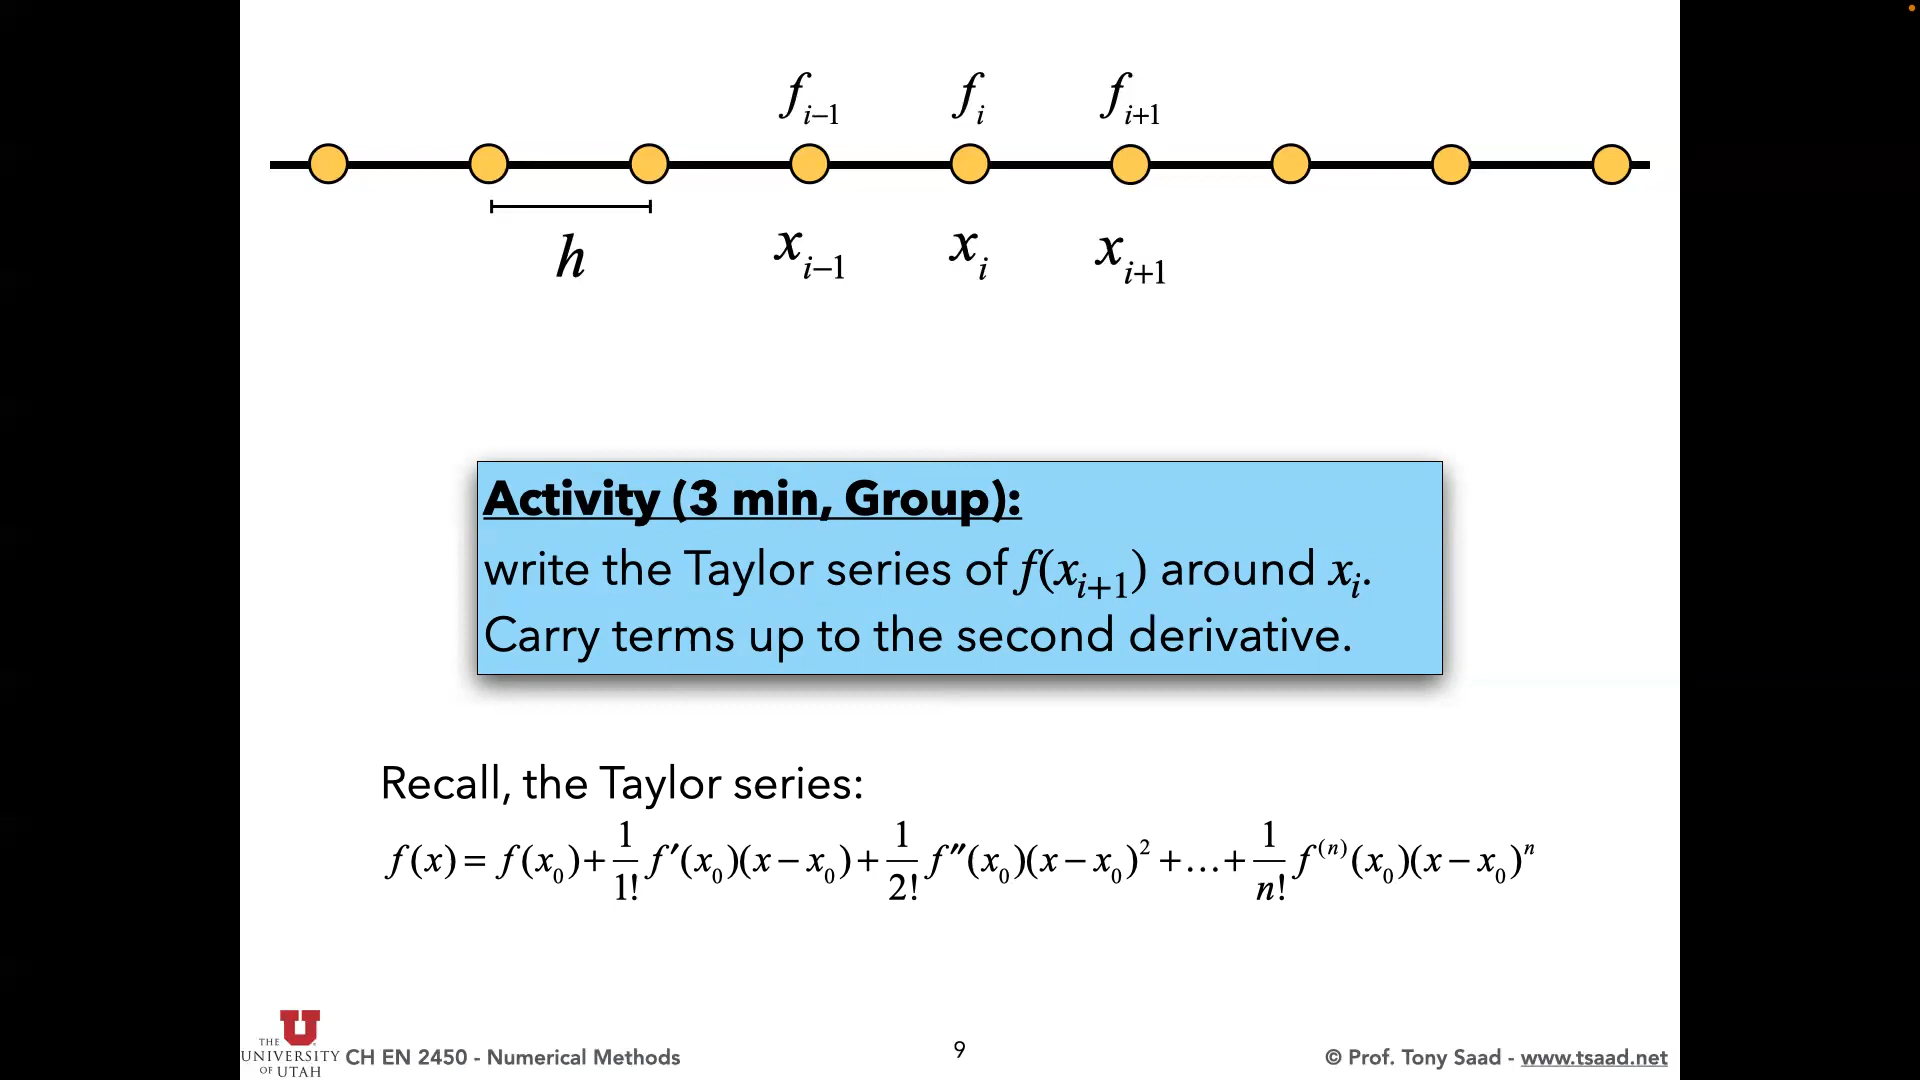 f_{i−1} f_i f_{i+1}
h x_{i−1} x_i x_{i+1}
Activity (3 min, Group):
write the Taylor series of f(x_{i+1}) around x_i.
Carry terms up to the second derivative.
Recall, the Taylor series:
f(x) = f(x_0) + \frac{1}{1!} f′(x_0)(x − x_0) + \frac{1}{2!} f″(x_0)(x − x_0)^2 + … + \frac{1}{n!} f^{(n)}(x_0)(x − x_0)^n
THE
UNIVERSITY
OF UTAH
CH EN 2450 - Numerical Methods
9
© Prof. Tony Saad - www.tsaad.net